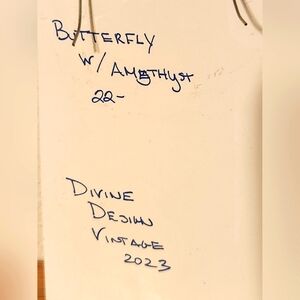 Butterfly
w/ Amethyst
22-
Divine
Design
Vintage
2023